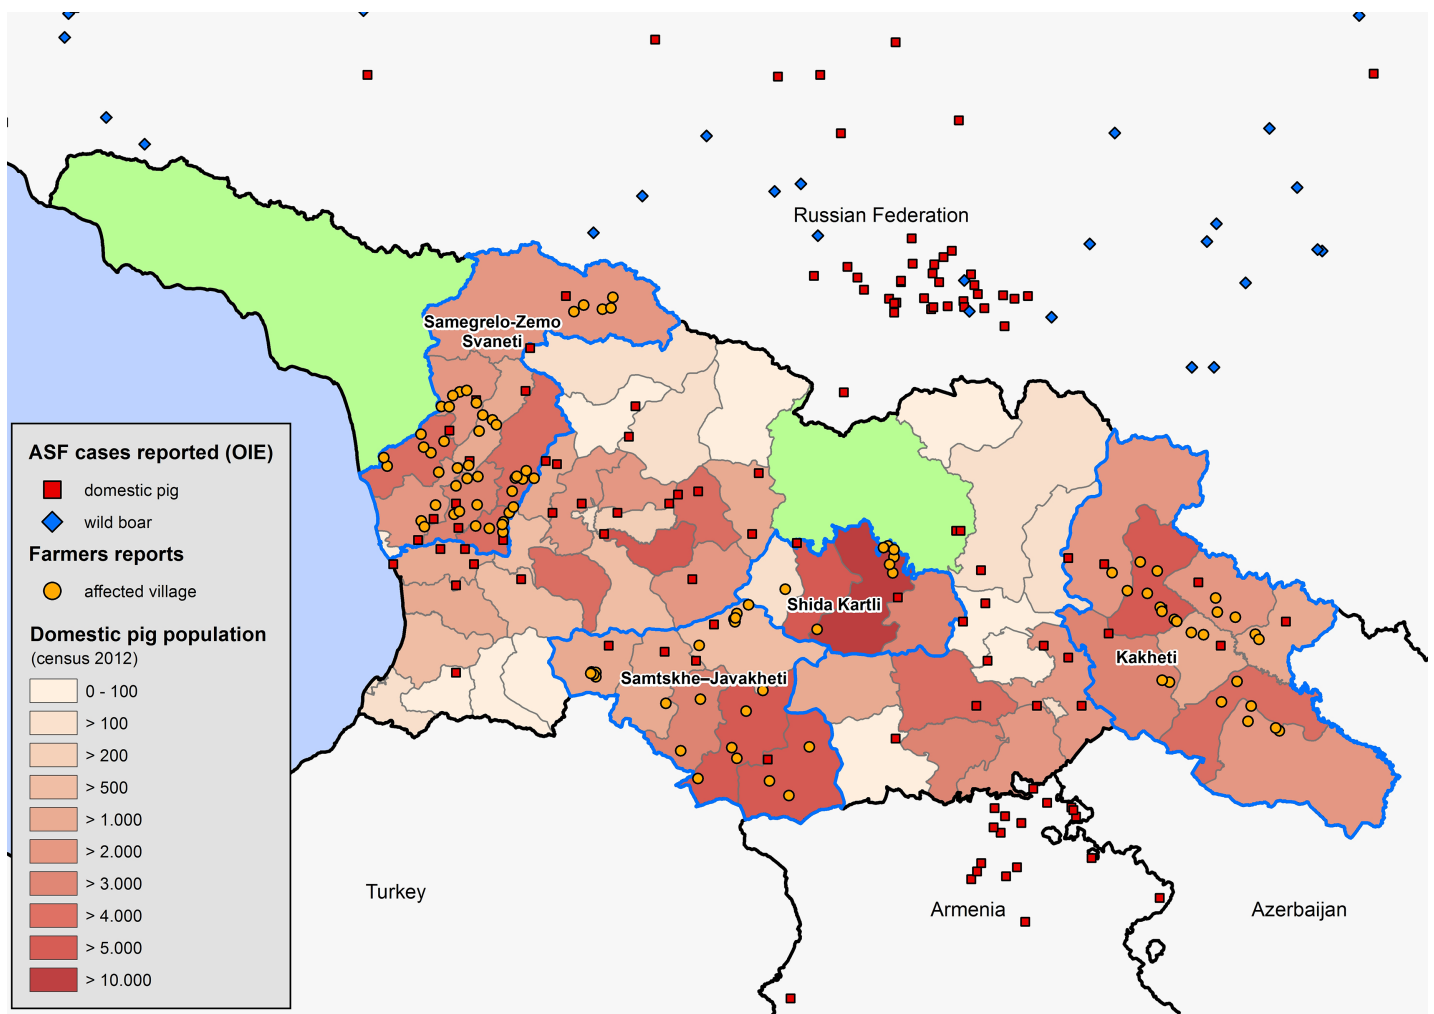 Russian Federation
Samegrelo-Zemo
Svaneti
Shida Kartli
Kakheti
Samtskhe–Javakheti
Turkey
Armenia
Azerbaijan
ASF cases reported (OIE)
domestic pig
wild boar
Farmers reports
affected village
Domestic pig population
(census 2012)
0 - 100
> 100
> 200
> 500
> 1.000
> 2.000
> 3.000
> 4.000
> 5.000
> 10.000